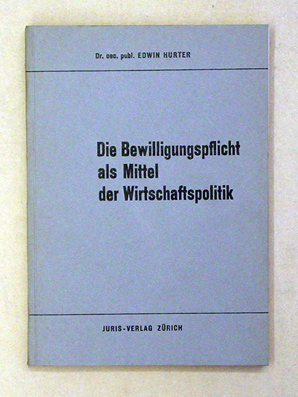 Dr. oec. publ. EDWIN HURTER
Die Bewilligungspflicht
als Mittel
der Wirtschaftspolitik
JURIS-VERLAG ZÜRICH